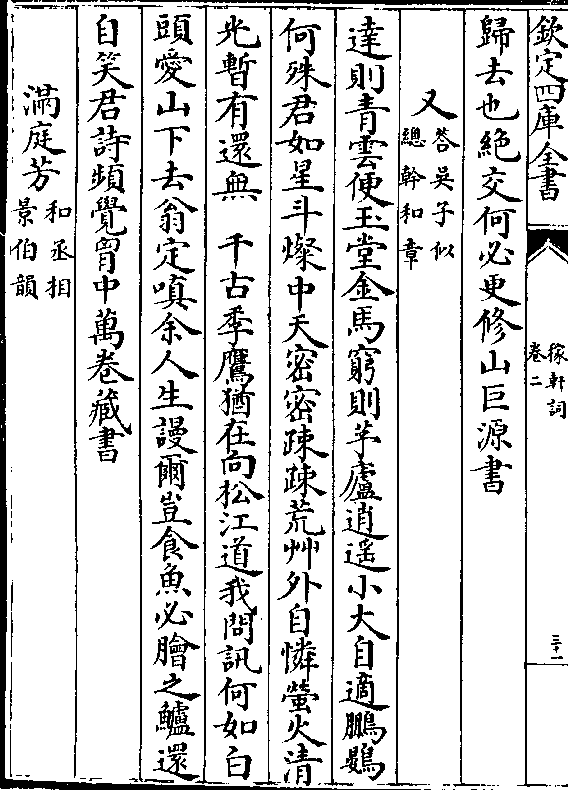 欽定四庫全書
稼軒詞
卷二
三十一
歸去也絶交何必更修山巨源書
又答吳子似
總幹和章
達則青雲便玉堂金馬窮則茅廬逍遥小大自適鵬鷃
何殊君如星斗燦中天密密疎疎荒艸外自憐螢火清
光暫有還無　千古季鷹猶在向松江道我問訊何如白
頭愛山下去翁定嗔余人生謾爾豈食魚必膾之鱸還
自笑君詩頻覺胷中萬卷藏書
滿庭芳和丞相
景伯韻